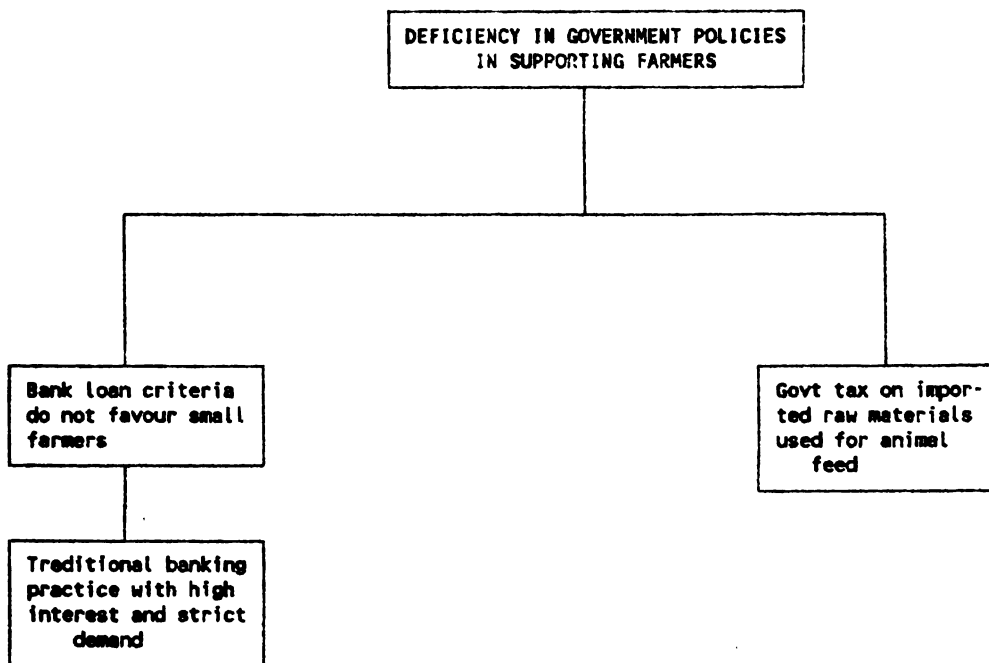 DEFICIENCY IN GOVERNMENT POLICIES
IN SUPPORTING FARMERS
Bank loan criteria
do not favour small
farmers
Govt tax on impor-
ted raw materials
used for animal
feed
Treditional banking
practice with high
interest and strict
demand